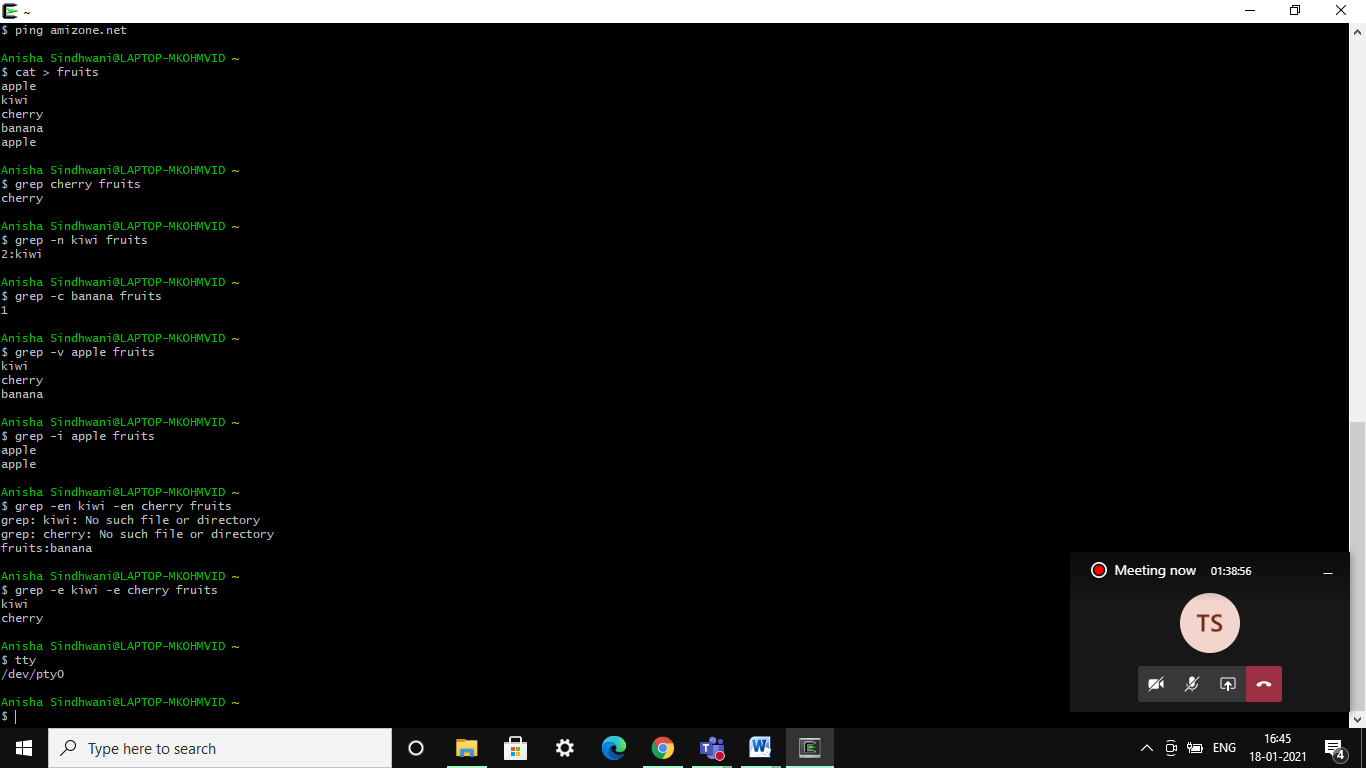 ~
$ ping amizone.net
Anisha Sindhwani@LAPTOP-MKOHMVID ~
$ cat > fruits
apple
kiwi
cherry
banana
apple
Anisha Sindhwani@LAPTOP-MKOHMVID ~
$ grep cherry fruits
cherry
Anisha Sindhwani@LAPTOP-MKOHMVID ~
$ grep -n kiwi fruits
2:kiwi
Anisha Sindhwani@LAPTOP-MKOHMVID ~
$ grep -c banana fruits
1
Anisha Sindhwani@LAPTOP-MKOHMVID ~
$ grep -v apple fruits
kiwi
cherry
banana
Anisha Sindhwani@LAPTOP-MKOHMVID ~
$ grep -i apple fruits
apple
apple
Anisha Sindhwani@LAPTOP-MKOHMVID ~
$ grep -en kiwi -en cherry fruits
grep: kiwi: No such file or directory
grep: cherry: No such file or directory
fruits:banana
Anisha Sindhwani@LAPTOP-MKOHMVID ~
$ grep -e kiwi -e cherry fruits
kiwi
cherry
Anisha Sindhwani@LAPTOP-MKOHMVID ~
$ tty
/dev/pty0
Anisha Sindhwani@LAPTOP-MKOHMVID ~
$
Meeting now 01:38:56
TS
Type here to search
ENG
16:45
18-01-2021
4